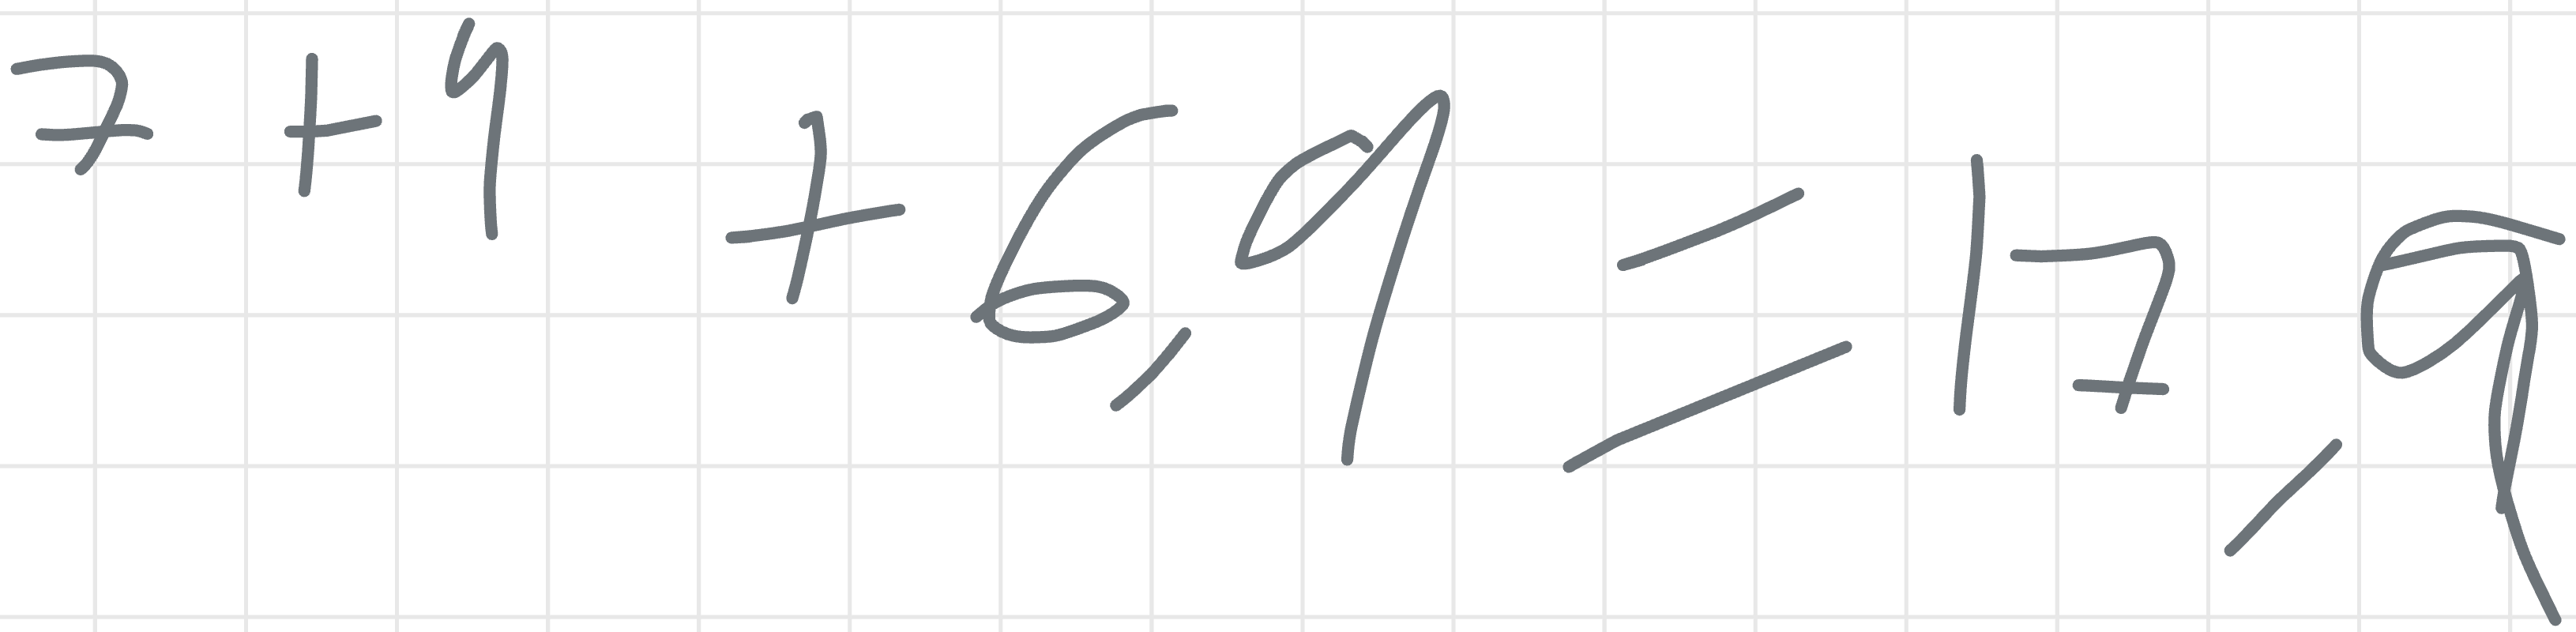 7 + 4 + 6,9 = 17,9